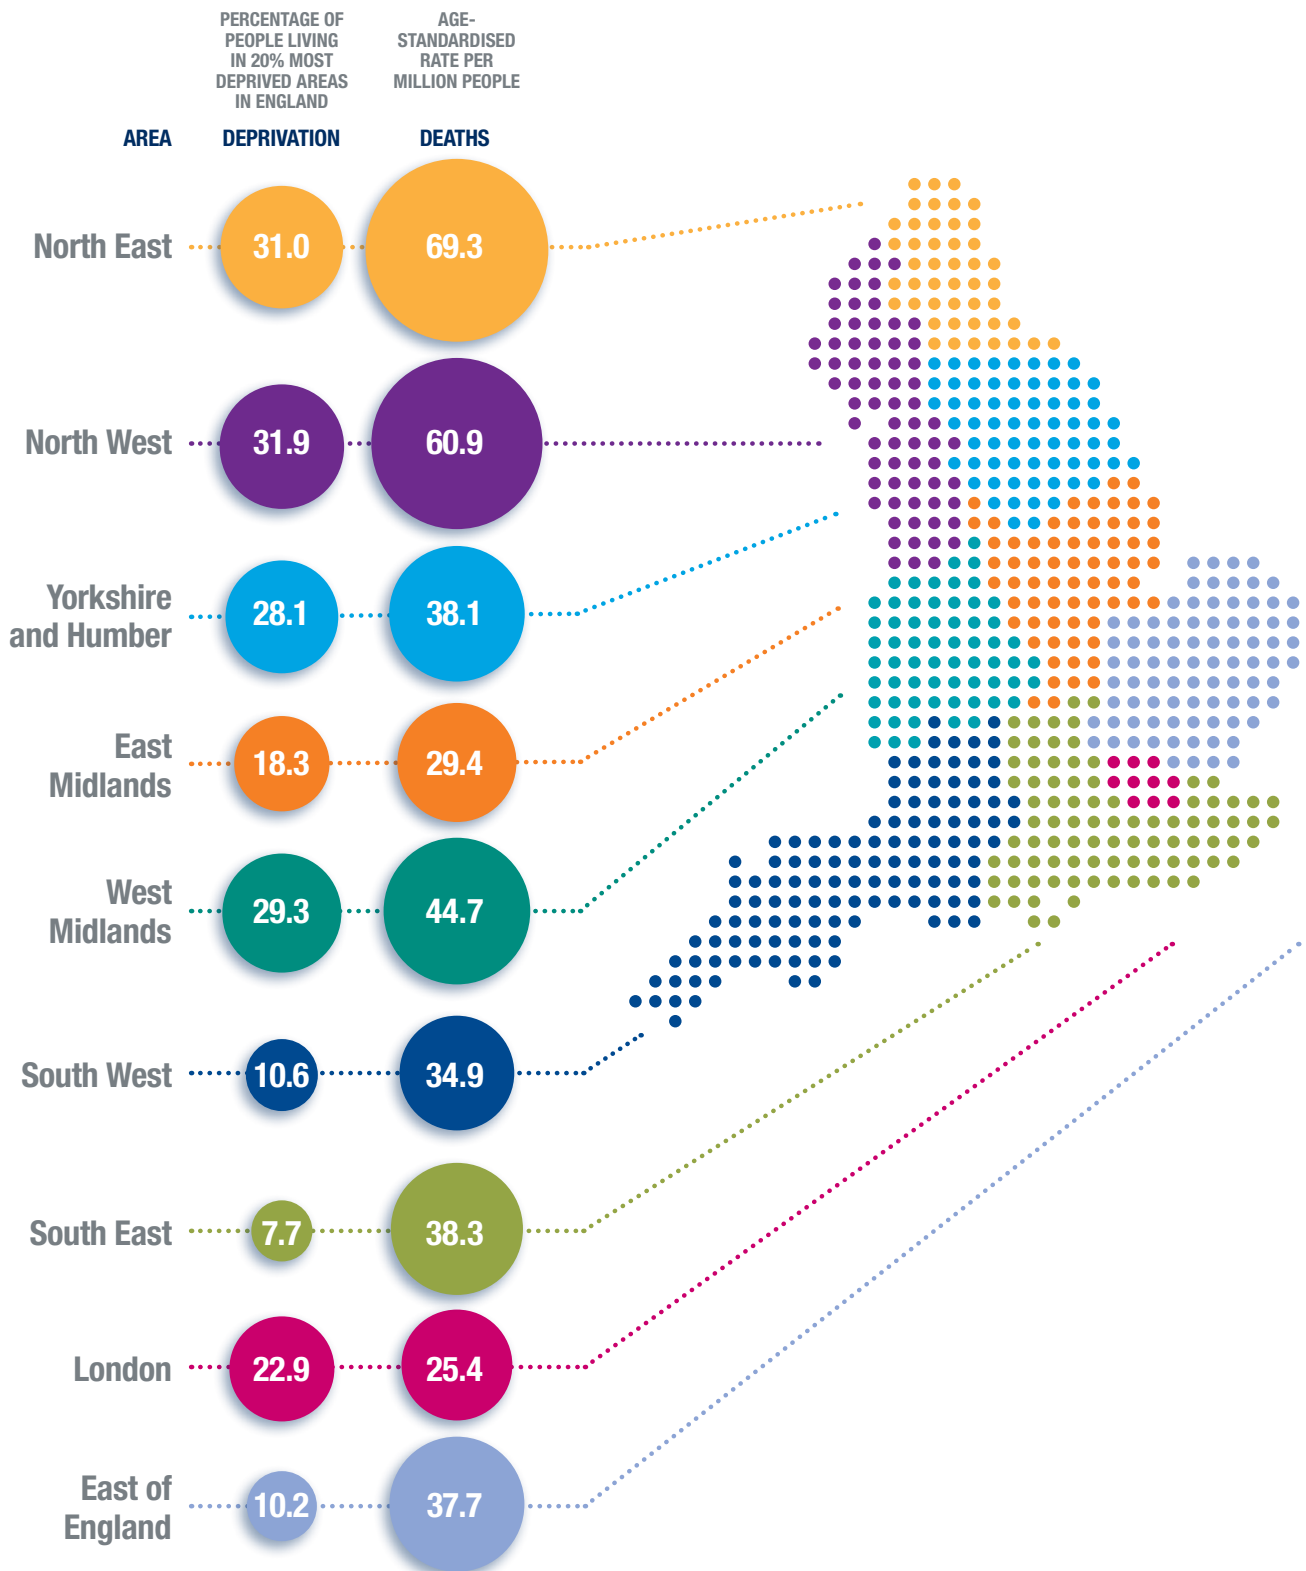 PERCENTAGE OF
PEOPLE LIVING
IN 20% MOST
DEPRIVED AREAS
IN ENGLAND
AGE-
STANDARDISED
RATE PER
MILLION PEOPLE
AREA DEPRIVATION DEATHS
North East 31.0 69.3
North West 31.9 60.9
Yorkshire
and Humber 28.1 38.1
East
Midlands 18.3 29.4
West
Midlands 29.3 44.7
South West 10.6 34.9
South East 7.7 38.3
London 22.9 25.4
East of
England 10.2 37.7